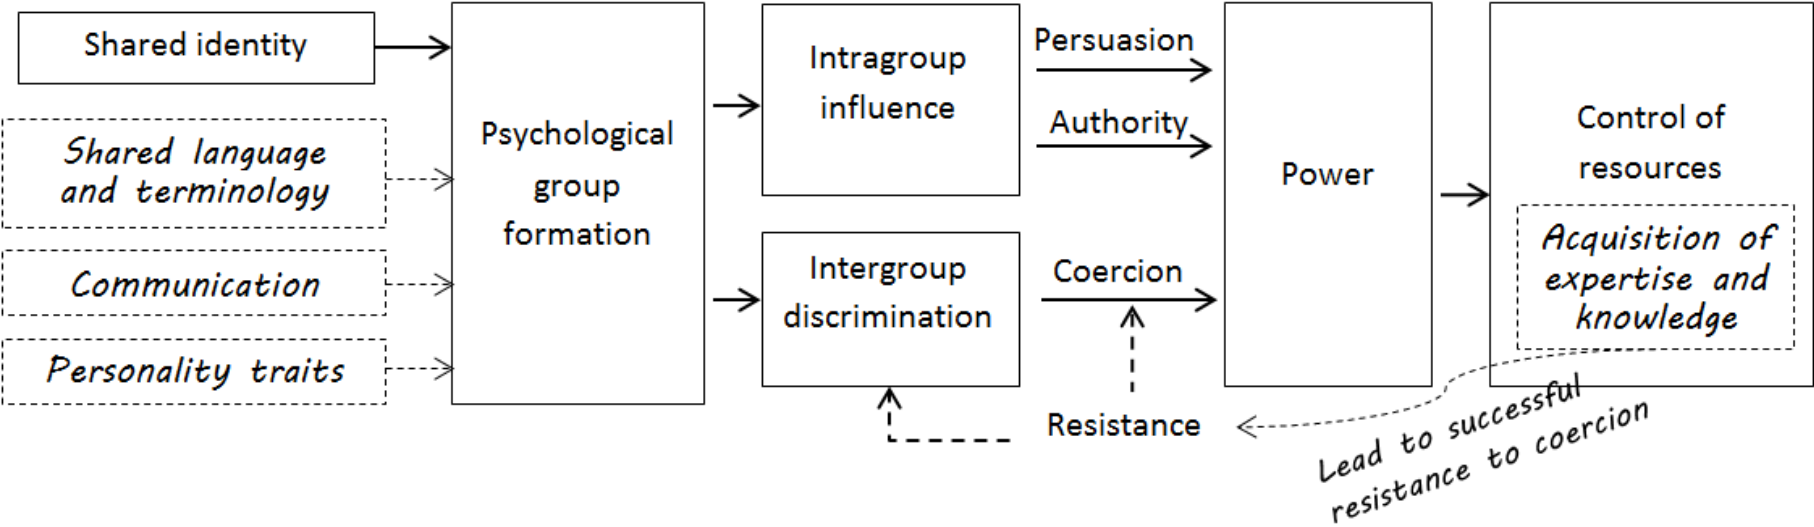 Shared identity
Shared language
and terminology
Communication
Personality traits
Psychological
group
formation
Intragroup
influence
Intergroup
discrimination
Persuasion
Authority
Coercion
Resistance
Power
Control of
resources
Acquisition of
expertise and
knowledge
Lead to successful
resistance to coercion